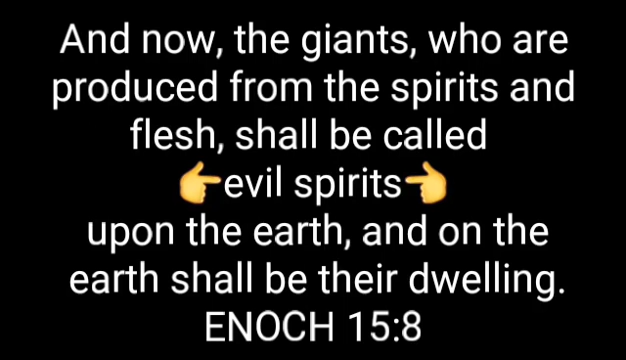 And now, the giants, who are
produced from the spirits and
flesh, shall be called
👉evil spirits👈
upon the earth, and on the
earth shall be their dwelling.
ENOCH 15:8